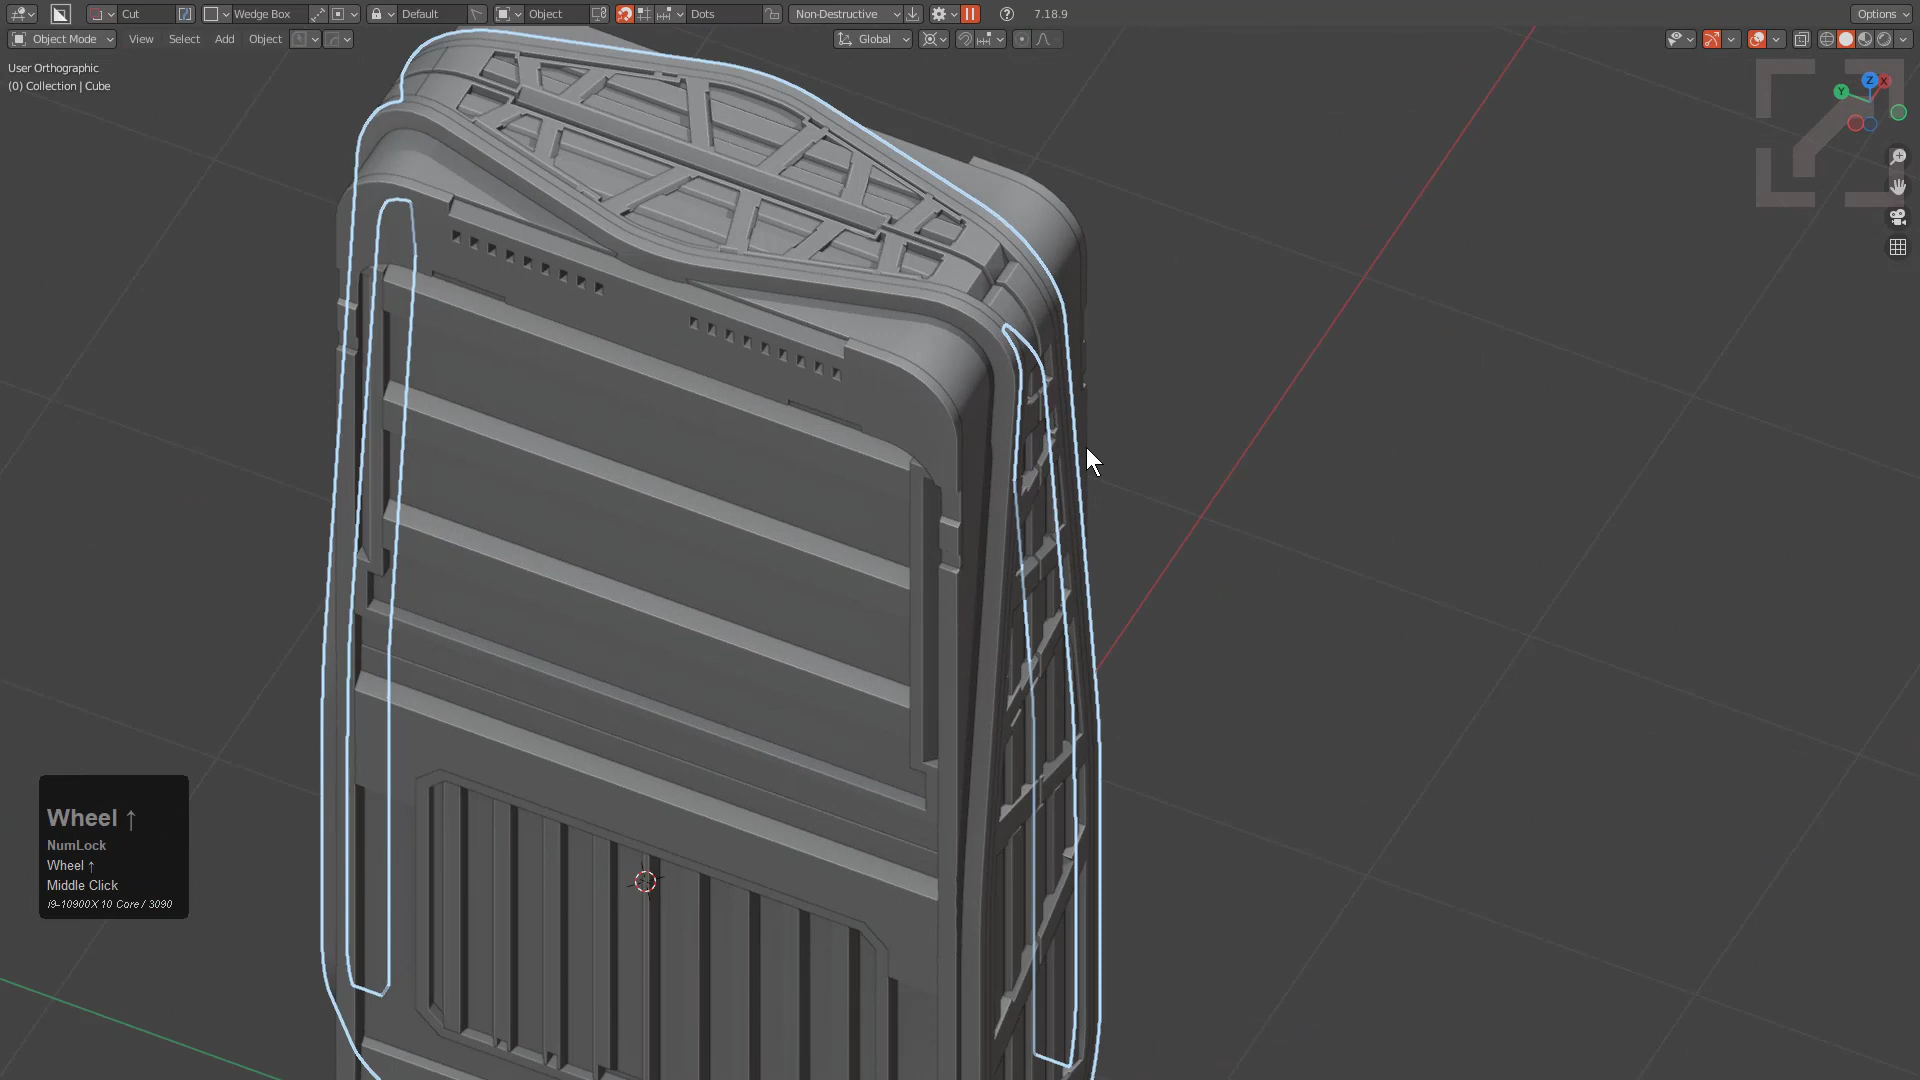 Cut Wedge Box Default Object Dots Non-Destructive 7.18.9 Options
Object Mode View Select Add Object Global
User Orthographic
(0) Collection | Cube
Z X
Y
Wheel ↑
NumLock
Wheel ↑
Middle Click
i9-10900X 10 Core / 3090